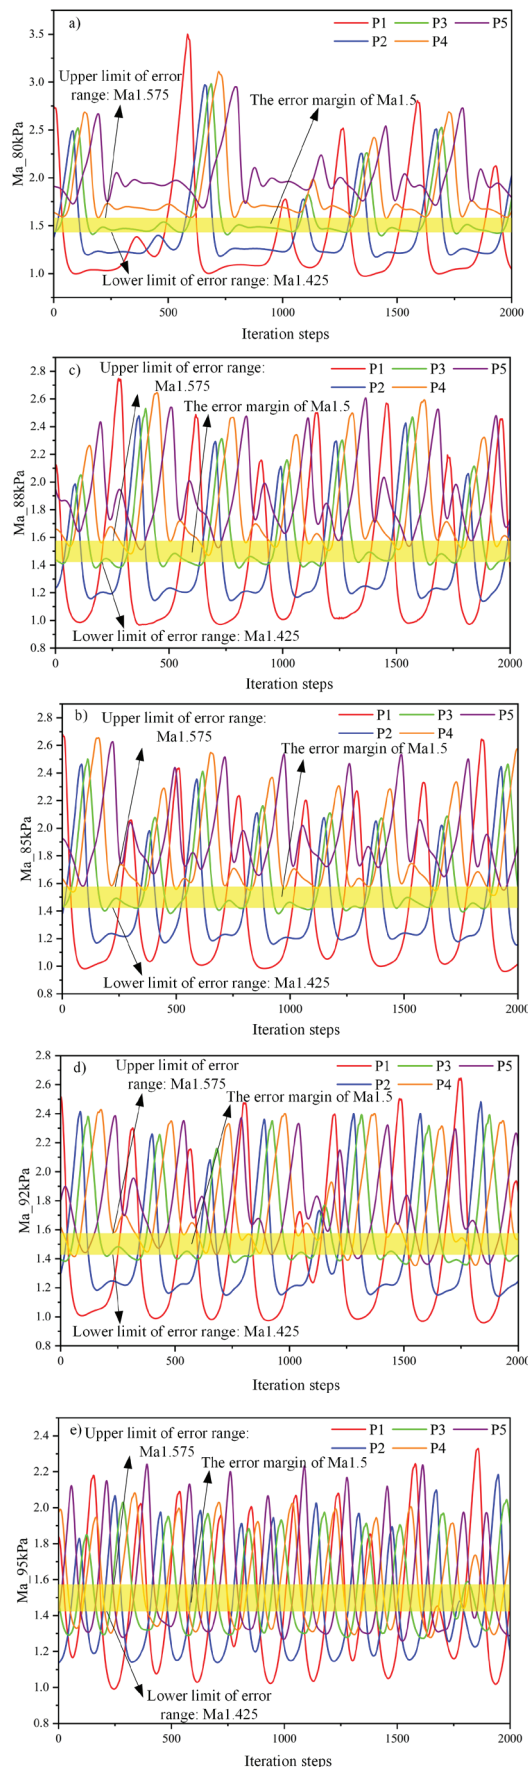 a)
P1 P3 P5
P2 P4
Upper limit of error
range: Ma1.575
The error margin of Ma1.5
Lower limit of error range: Ma1.425
Ma_80kPa
3.5
3.0
2.5
2.0
1.5
1.0
0 500 1000 1500 2000
Iteration steps
c)
P1 P3 P5
P2 P4
Upper limit of error range:
Ma1.575
The error margin of Ma1.5
Lower limit of error range: Ma1.425
Ma_88kPa
2.8
2.6
2.4
2.2
2.0
1.8
1.6
1.4
1.2
1.0
0.8
0 500 1000 1500 2000
Iteration steps
b)
P1 P3 P5
P2 P4
Upper limit of error range:
Ma1.575
The error margin of Ma1.5
Lower limit of error range: Ma1.425
Ma_85kPa
2.8
2.6
2.4
2.2
2.0
1.8
1.6
1.4
1.2
1.0
0.8
0 500 1000 1500 2000
Iteration steps
d)
P1 P3 P5
P2 P4
Upper limit of error
range: Ma1.575
The error margin of Ma1.5
Lower limit of error range: Ma1.425
Ma_92kPa
2.8
2.6
2.4
2.2
2.0
1.8
1.6
1.4
1.2
1.0
0.8
0 500 1000 1500 2000
Iteration steps
e)
P1 P3 P5
P2 P4
Upper limit of error range:
Ma1.575
The error margin of Ma1.5
Lower limit of error
range: Ma1.425
Ma_95kPa
2.4
2.2
2.0
1.8
1.6
1.4
1.2
1.0
0.8
0 500 1000 1500 2000
Iteration steps